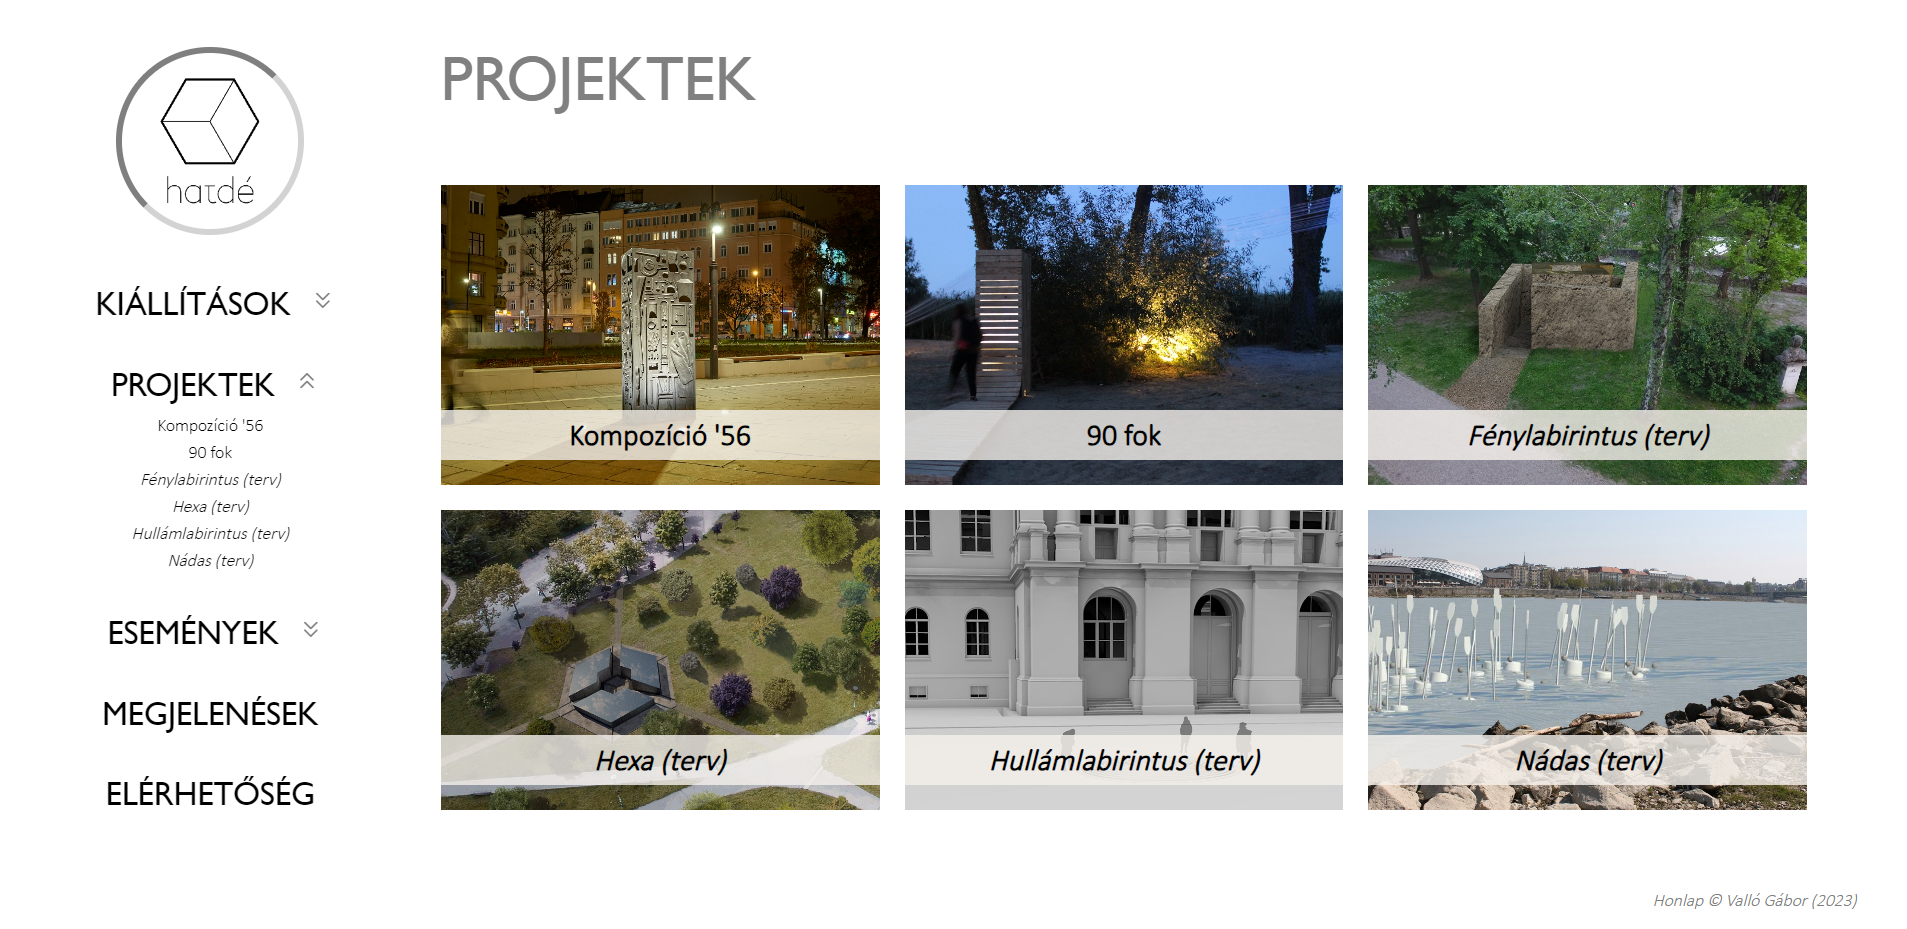 hatdé
PROJEKTEK
KIÁLLÍTÁSOK
PROJEKTEK
Kompozíció '56
90 fok
Fénylabirintus (terv)
Hexa (terv)
Hullámlabirintus (terv)
Nádas (terv)
ESEMÉNYEK
MEGJELENÉSEK
ELÉRHETŐSÉG
Kompozíció '56
90 fok
Fénylabirintus (terv)
Hexa (terv)
Hullámlabirintus (terv)
Nádas (terv)
Honlap © Valló Gábor (2023)